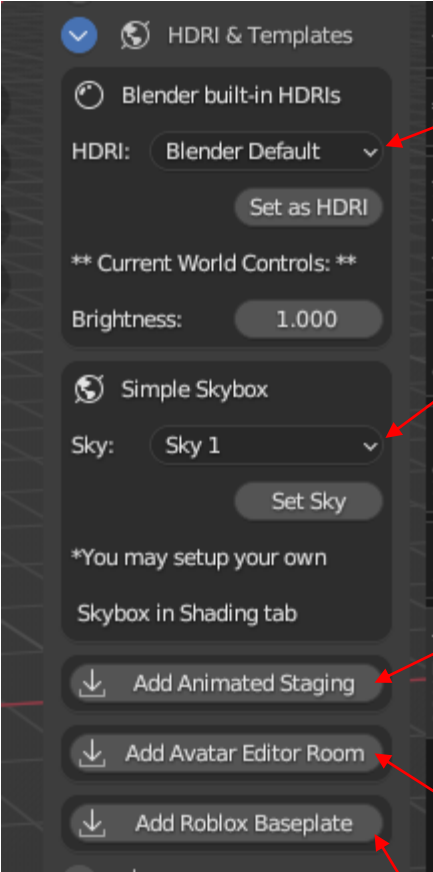 HDRI & Templates
Blender built-in HDRIs
HDRI: Blender Default
Set as HDRI
** Current World Controls: **
Brightness: 1.000
Simple Skybox
Sky: Sky 1
Set Sky
*You may setup your own
Skybox in Shading tab
Add Animated Staging
Add Avatar Editor Room
Add Roblox Baseplate